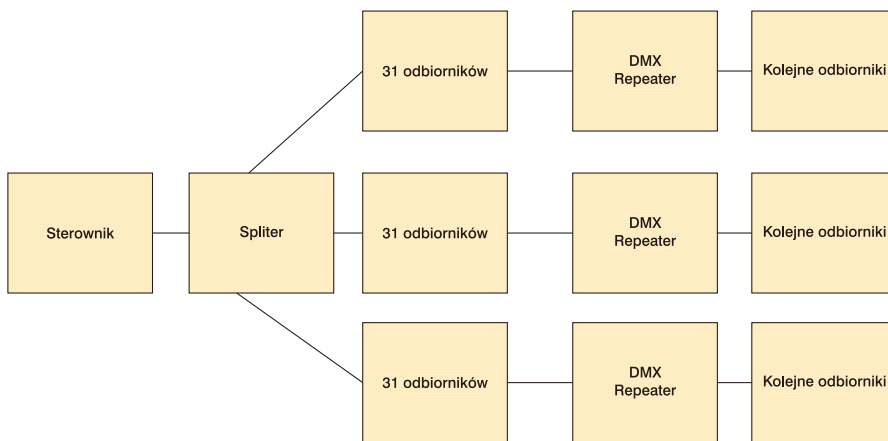 31 odbiorników
DMX
Repeater
Kolejne odbiorniki
Sterownik
Spliter
31 odbiorników
DMX
Repeater
Kolejne odbiorniki
31 odbiorników
DMX
Repeater
Kolejne odbiorniki